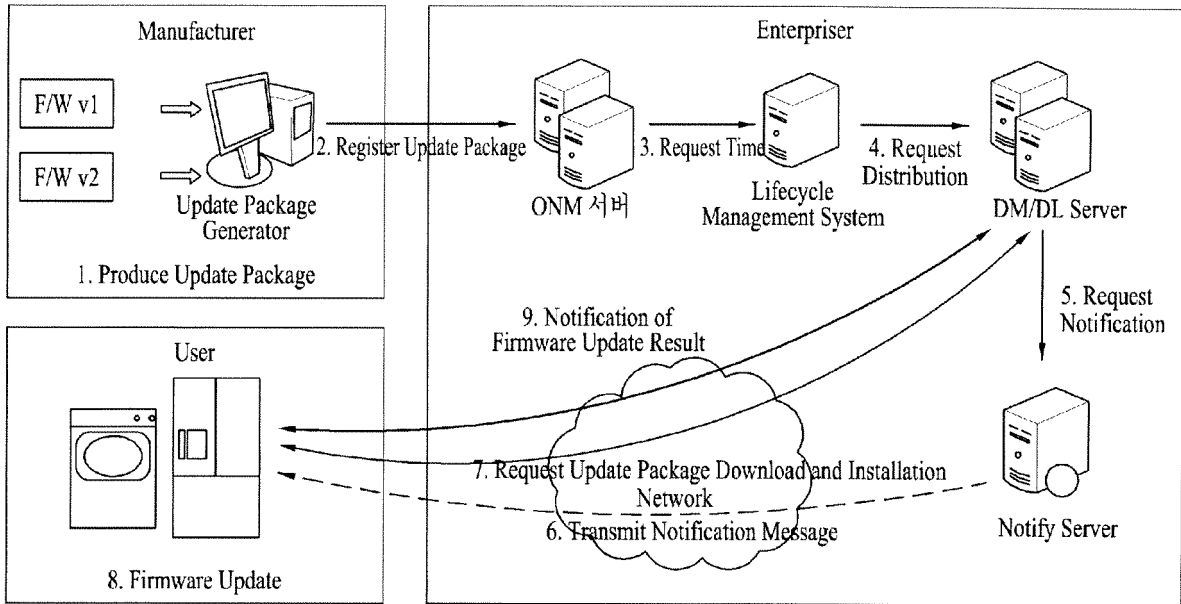 Manufacturer
F/W v1
F/W v2
Update Package
Generator
1. Produce Update Package
2. Register Update Package
Enterpriser
ONM 서버
3. Request Time
Lifecycle
Management System
4. Request
Distribution
DM/DL Server
5. Request
Notification
Notify Server
9. Notification of
Firmware Update Result
7. Request Update Package Download and Installation
Network
6. Transmit Notification Message
User
8. Firmware Update